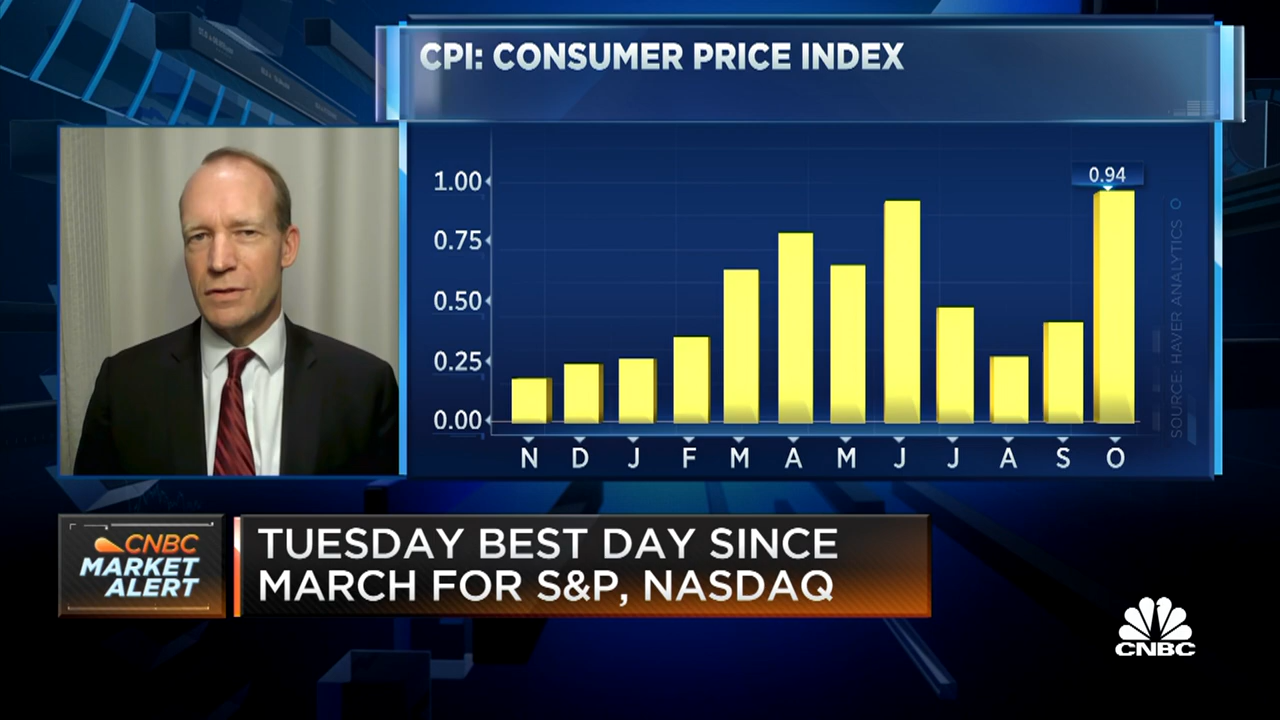 CPI: CONSUMER PRICE INDEX
1.00
0.75
0.50
0.25
0.00
0.94
N D J F M A M J J A S O
SOURCE: HAVER ANALYTICS
CNBC
MARKET
ALERT
TUESDAY BEST DAY SINCE
MARCH FOR S&P, NASDAQ
CNBC